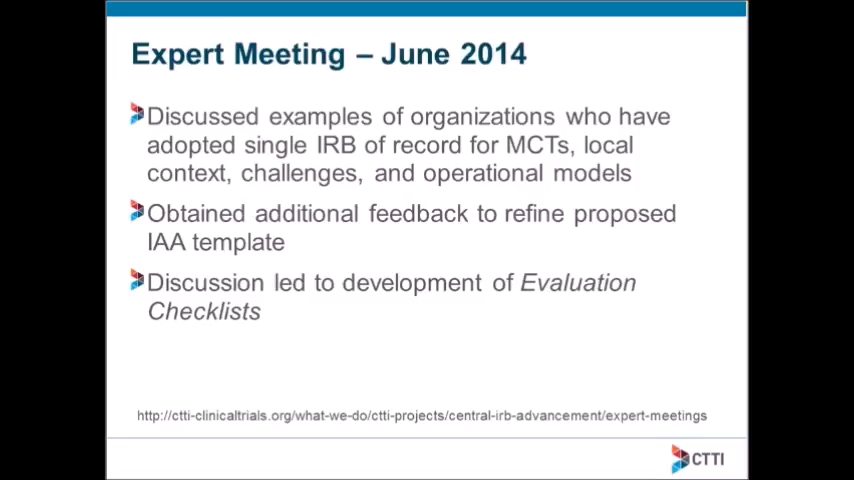 Expert Meeting – June 2014
Discussed examples of organizations who have
adopted single IRB of record for MCTs, local
context, challenges, and operational models
Obtained additional feedback to refine proposed
IAA template
Discussion led to development of Evaluation
Checklists
http://ctti-clinicaltrials.org/what-we-do/ctti-projects/central-irb-advancement/expert-meetings
CTTI